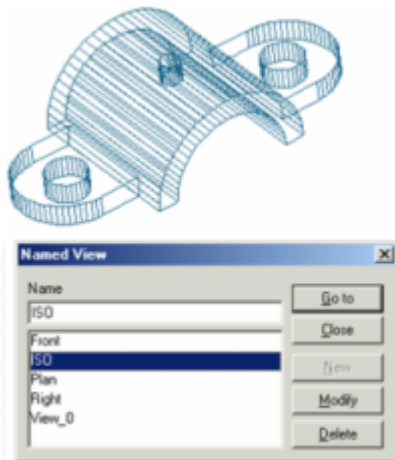 Named View
Name
ISO
Front
ISO
Plan
Right
View_0
Go to
Close
New
Modify
Delete